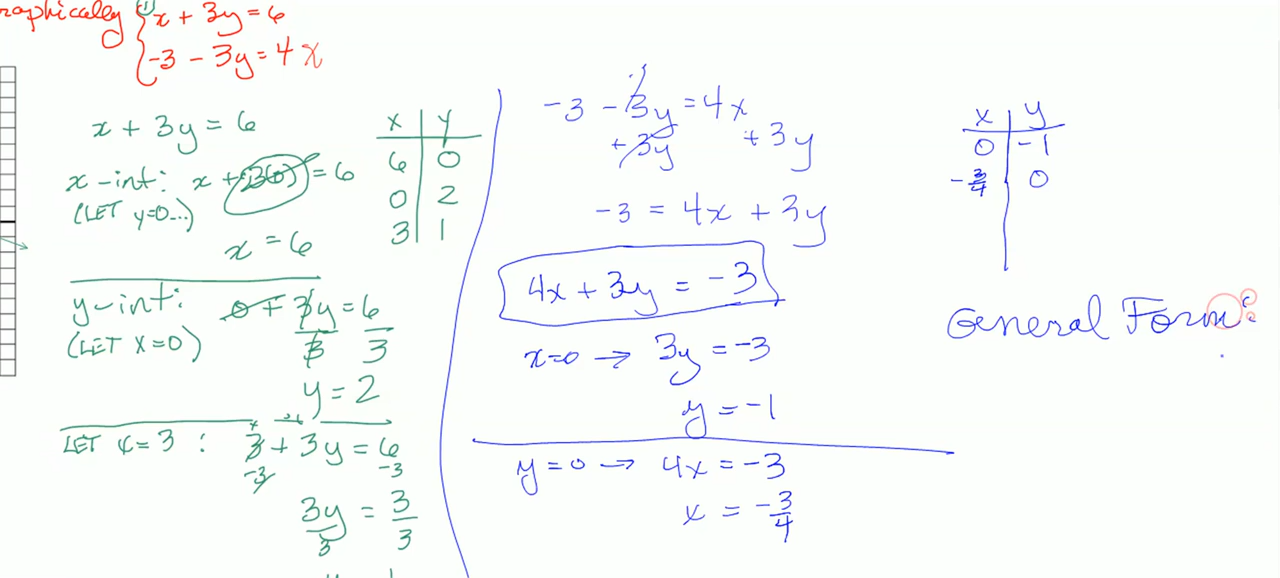 raphically { (1) x + 3y = 6
-3 - 3y = 4x
x + 3y = 6
x-int: x + 3(0) = 6
(LET y=0...)
x = 6
x | y
6 | 0
0 | 2
3 | 1
y-int: 0 + 3y = 6
(LET x=0)
3 3
y = 2
LET x=3 : 3 + 3y = 6
-3 -3
3y = 3
3 3
-3 - 3y = 4x
+3y +3y
-3 = 4x + 3y
4x + 3y = -3
x=0 → 3y = -3
y = -1
y=0 → 4x = -3
x = -3/4
x | y
0 | -1
-3/4 | 0
General Form: